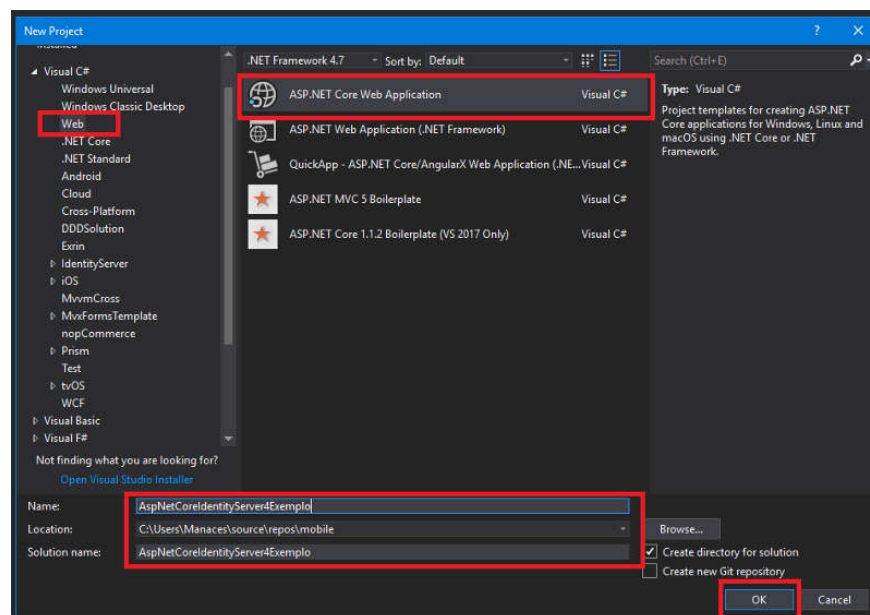 New Project
Installed
Visual C#
Windows Universal
Windows Classic Desktop
Web
.NET Core
.NET Standard
Android
Cloud
Cross-Platform
DDDSolution
Exrin
IdentityServer
iOS
MvvmCross
MvxFormsTemplate
nopCommerce
Prism
Test
tvOS
WCF
Visual Basic
Visual F#
Not finding what you are looking for?
Open Visual Studio Installer
.NET Framework 4.7 Sort by: Default
ASP.NET Core Web Application Visual C#
ASP.NET Web Application (.NET Framework) Visual C#
QuickApp - ASP.NET Core/AngularX Web Application (.NE... Visual C#
ASP.NET MVC 5 Boilerplate Visual C#
ASP.NET Core 1.1.2 Boilerplate (VS 2017 Only) Visual C#
Search (Ctrl+E)
Type: Visual C#
Project templates for creating ASP.NET
Core applications for Windows, Linux and
macOS using .NET Core or .NET
Framework.
Name: AspNetCoreIdentityServer4Exemplo
Location: C:\Users\Manaces\source\repos\mobile Browse...
Solution name: AspNetCoreIdentityServer4Exemplo
Create directory for solution
Create new Git repository
OK Cancel